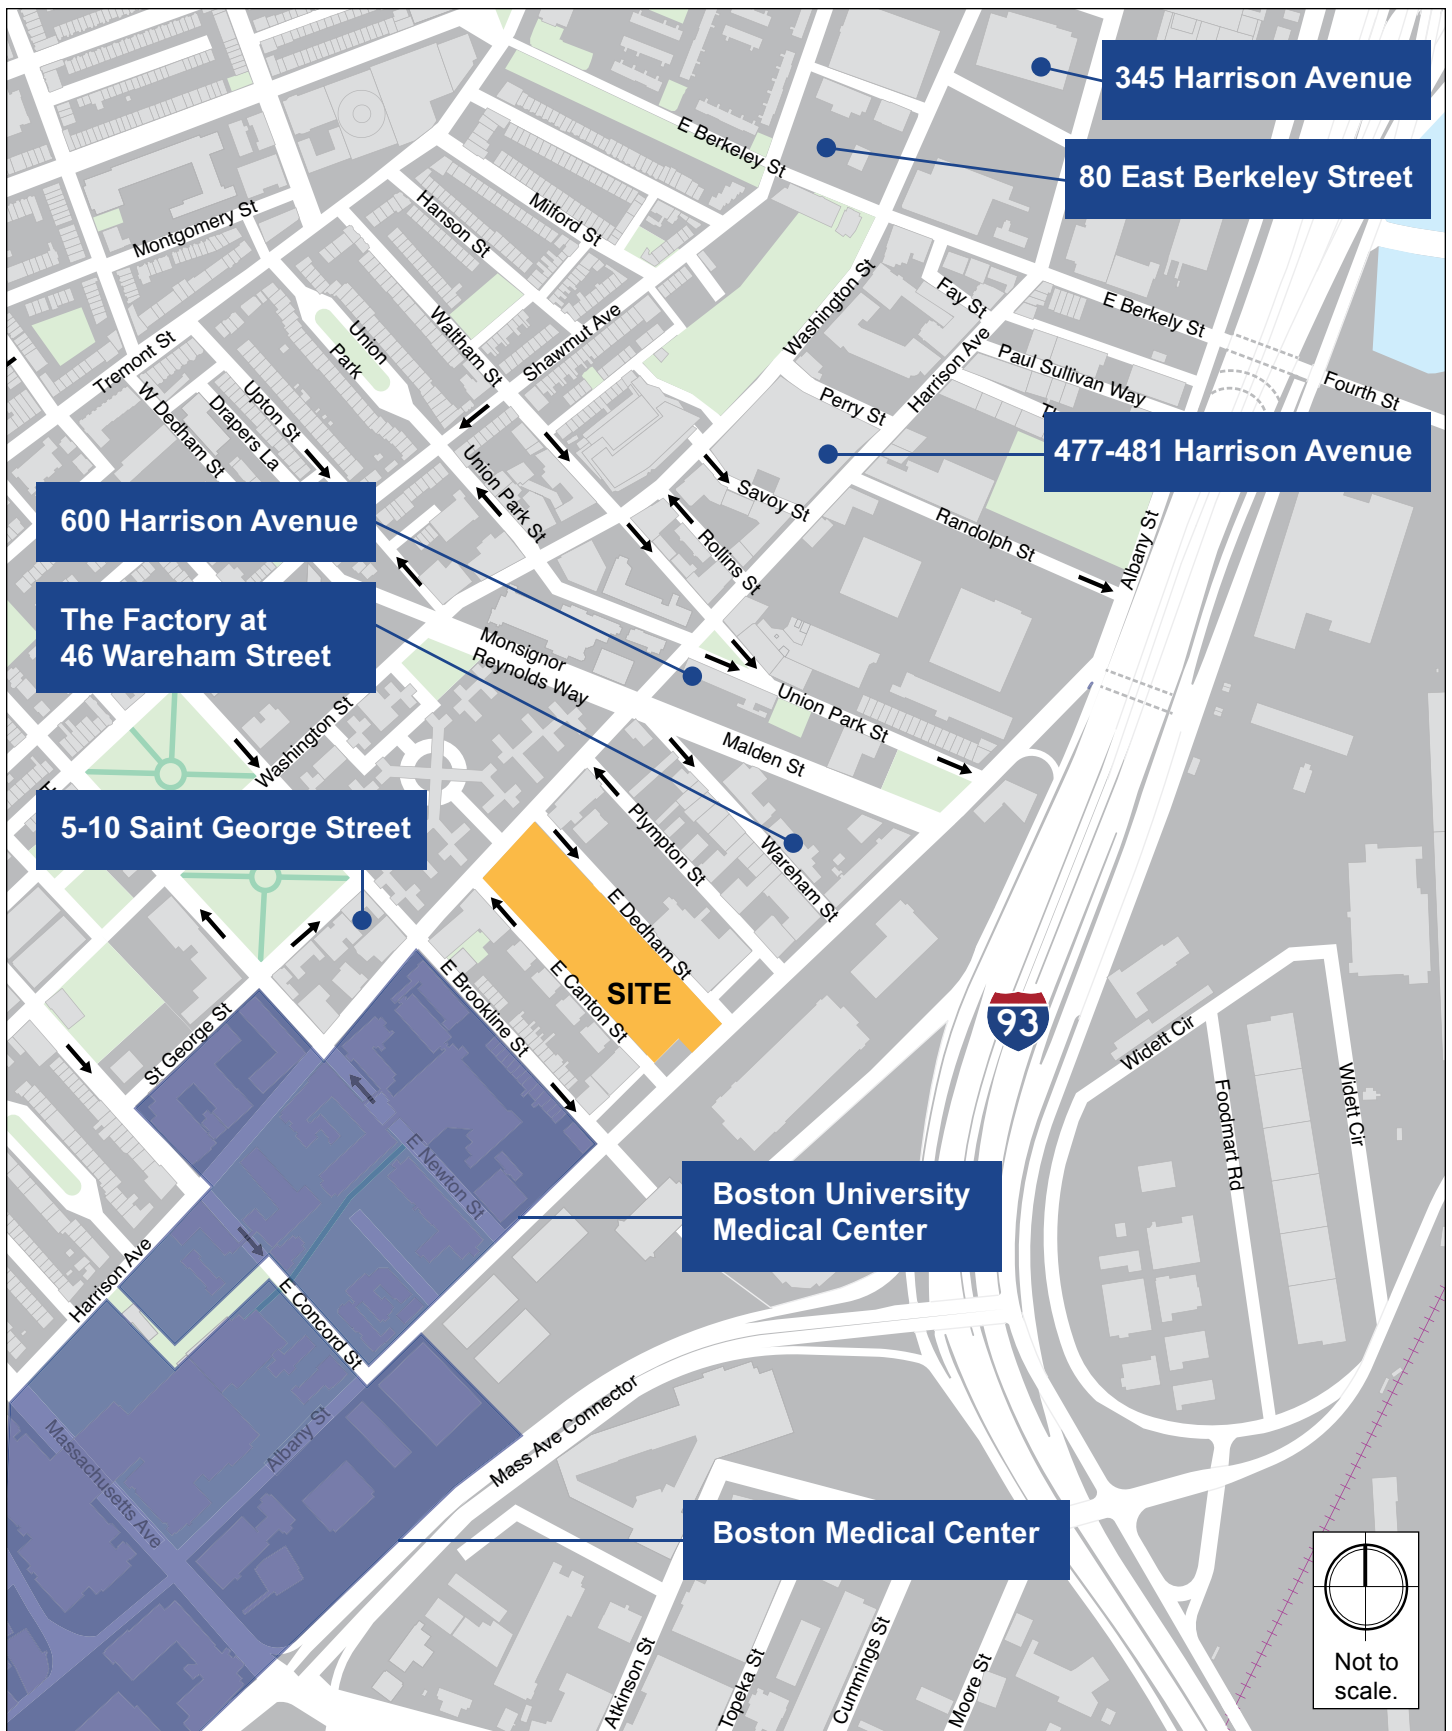 345 Harrison Avenue
80 East Berkeley Street
E Berkeley St
Milford St
Hanson St
Montgomery St
Washington St
Fay St
E Berkely St
Union
Park
Waltham St
Shawmut Ave
Harrison Ave
Paul Sullivan Way
Fourth St
Tremont St
W Dedham St
Drapers La
Upton St
Perry St
477-481 Harrison Avenue
Union Park St
Savoy St
Rollins St
Randolph St
Albany St
600 Harrison Avenue
The Factory at
46 Wareham Street
Monsignor
Reynolds Way
Union Park St
Malden St
Washington St
5-10 Saint George Street
Plympton St
Wareham St
E Dedham St
E Canton St
SITE
E Brookline St
St George St
93
Widett Cir
Foodmart Rd
Widett Cir
E Newton St
Boston University
Medical Center
Harrison Ave
E Concord St
Albany St
Massachusetts Ave
Mass Ave Connector
Boston Medical Center
Atkinson St
Topeka St
Cummings St
Moore St
Not to
scale.